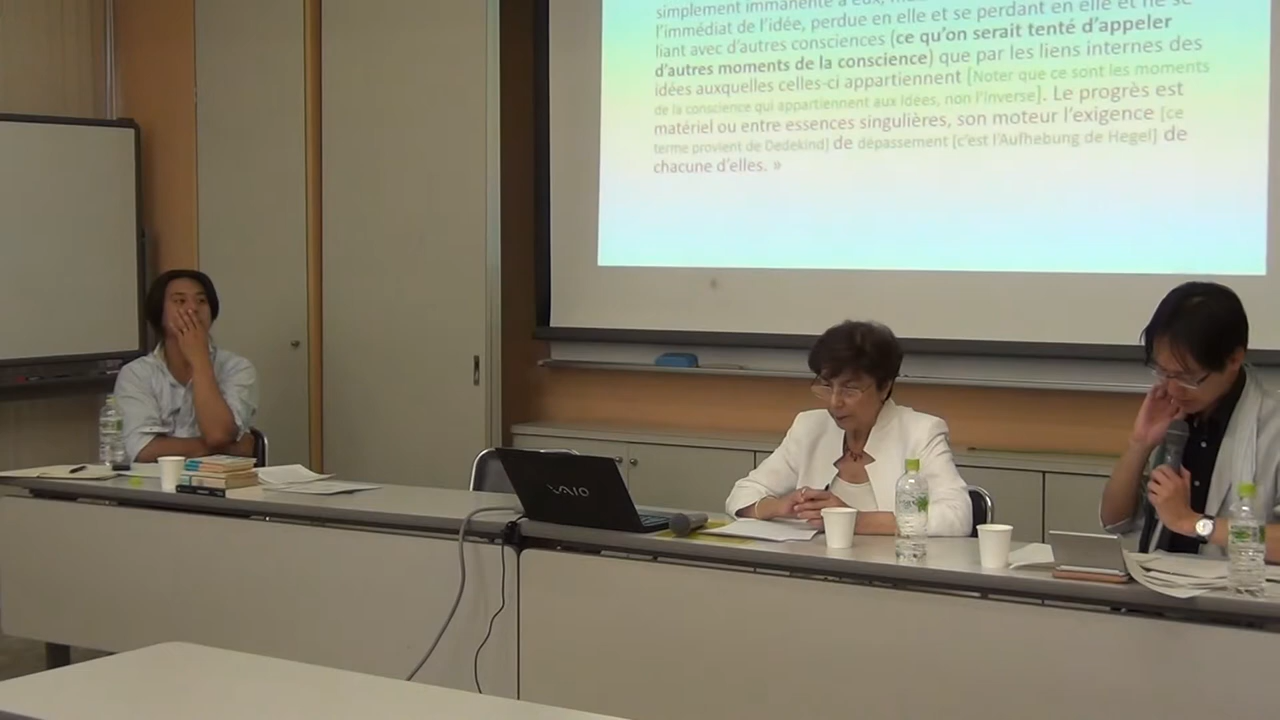 simplement immanente à eux, mais
l'immédiat de l'idée, perdue en elle et se perdant en elle et ne se
liant avec d'autres consciences (ce qu'on serait tenté d'appeler
d'autres moments de la conscience) que par les liens internes des
idées auxquelles celles-ci appartiennent [Noter que ce sont les moments
de la conscience qui appartiennent aux idées, non l'inverse]. Le progrès est
matériel ou entre essences singulières, son moteur l'exigence [ce
terme provient de Dedekind] de dépassement [c'est l'Aufhebung de Hegel] de
chacune d'elles. »
VAIO